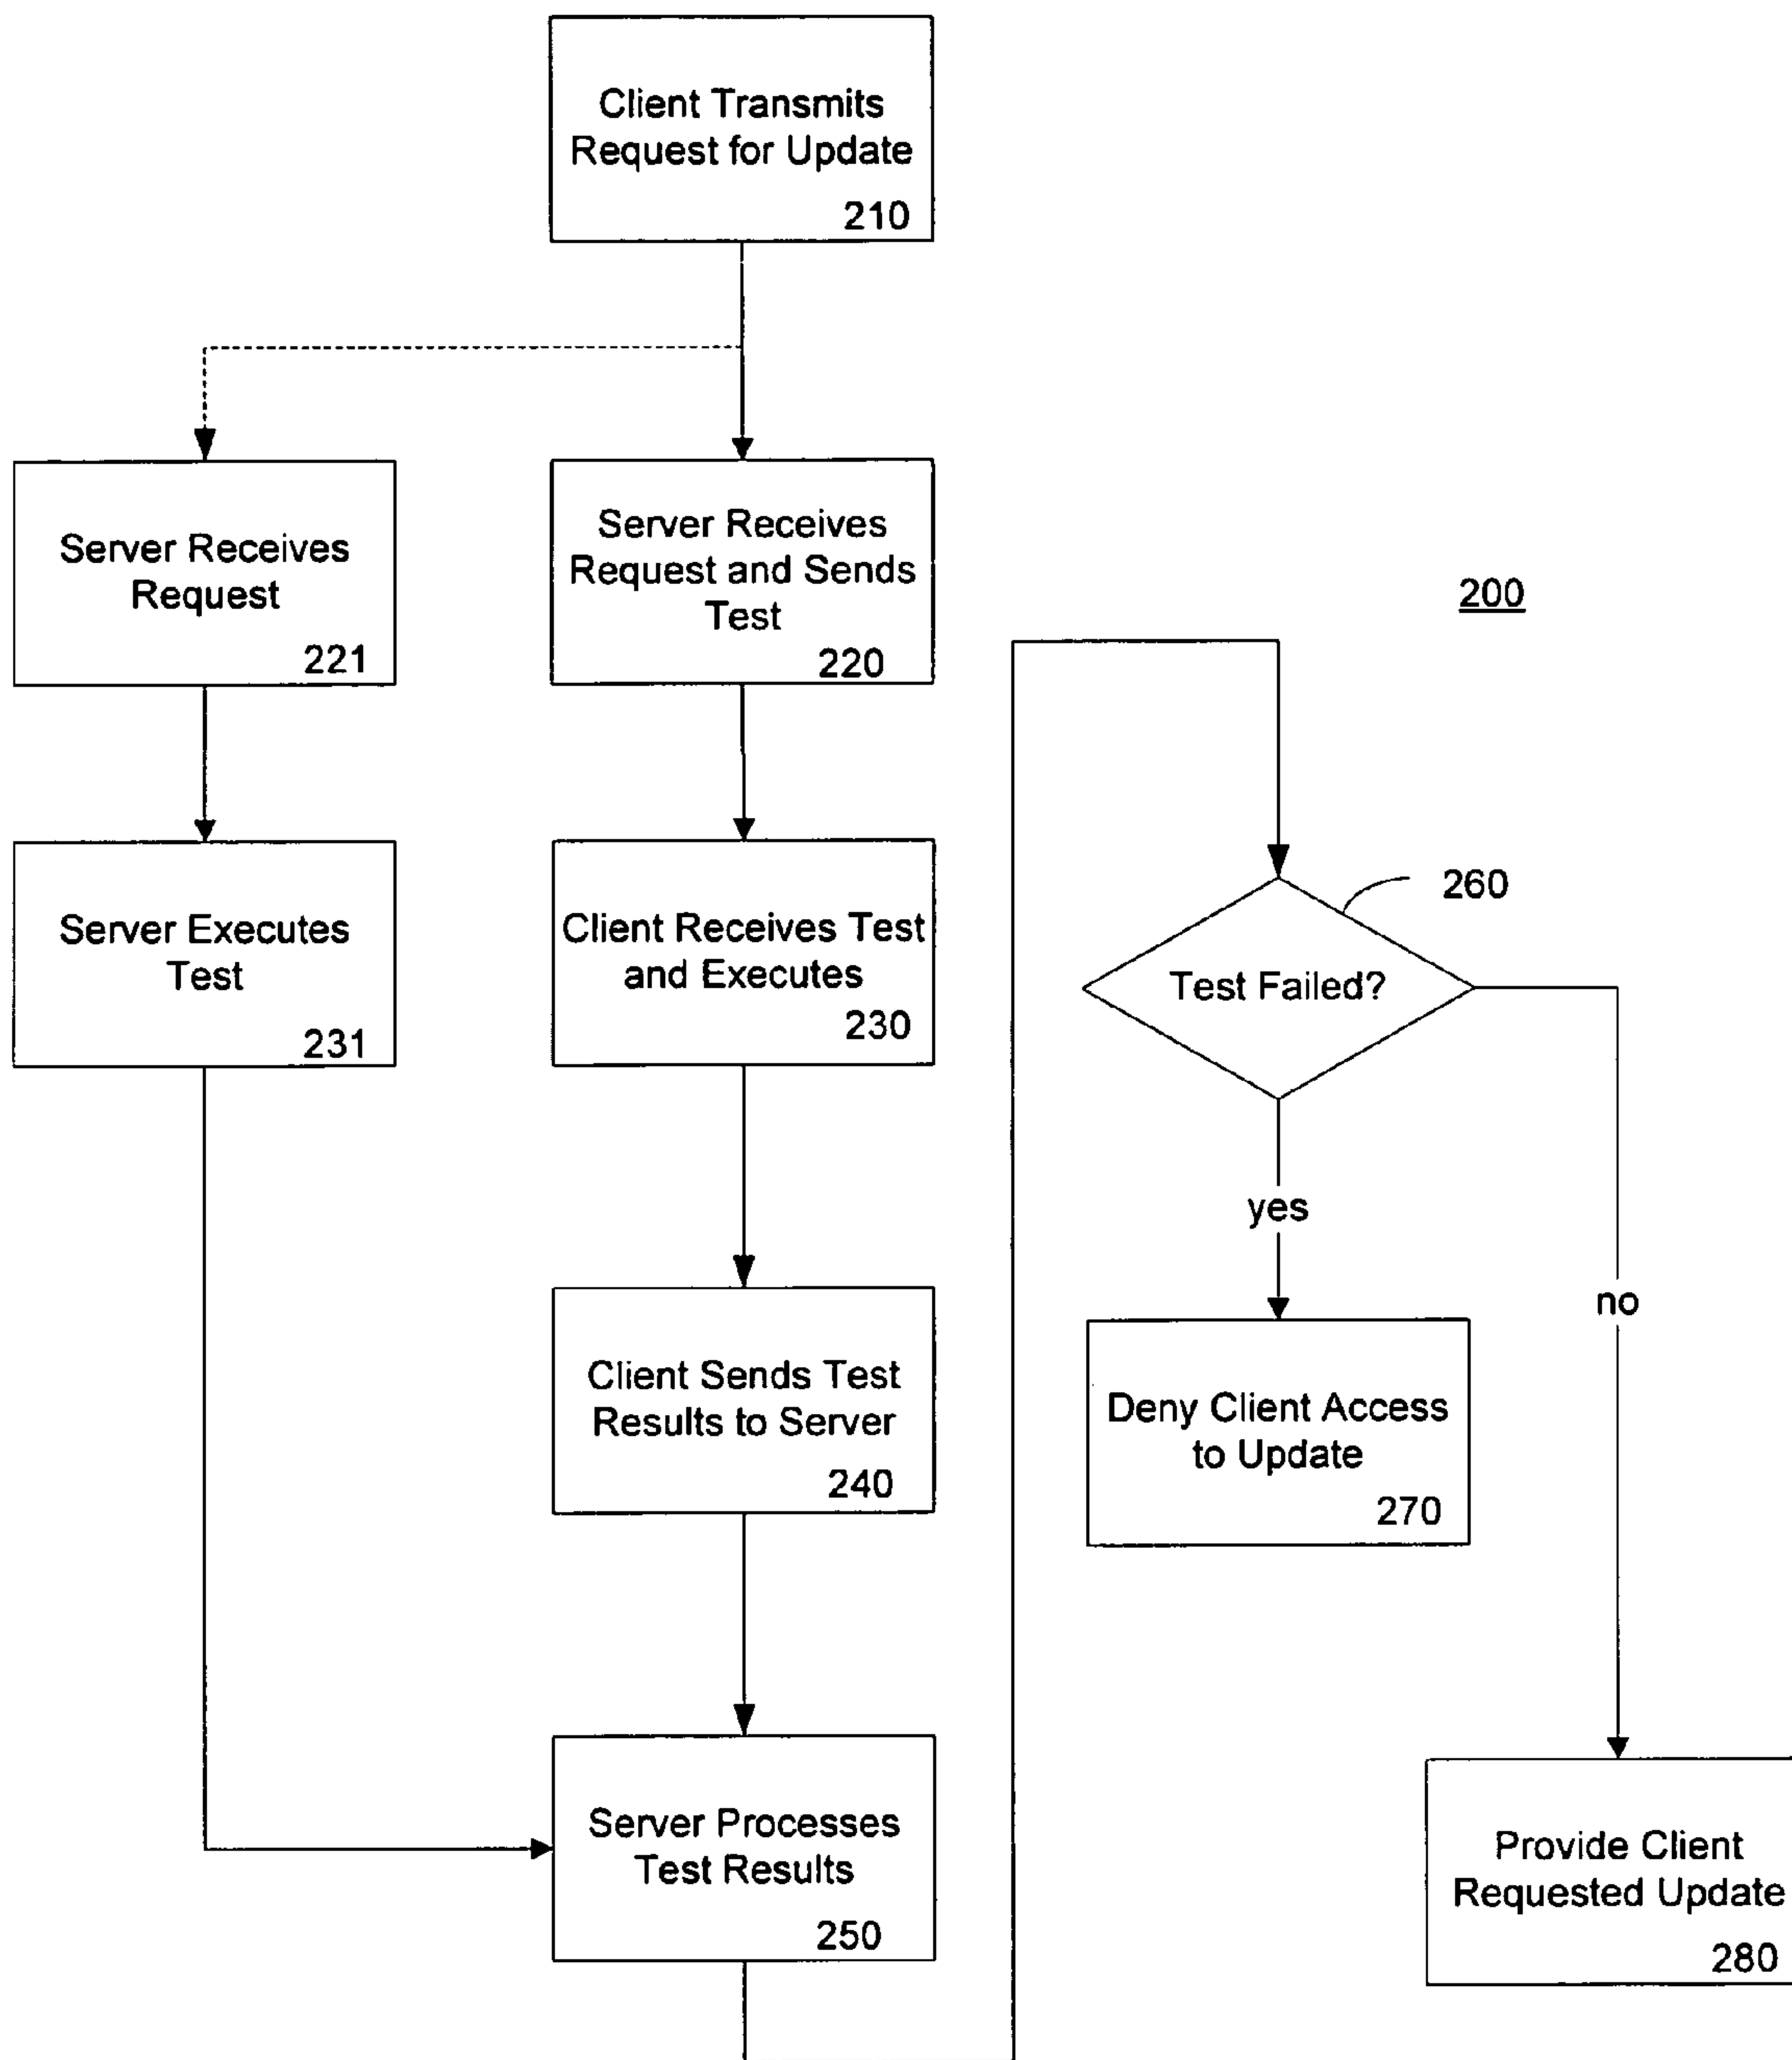 Client Transmits
Request for Update
210
Server Receives
Request
221
Server Receives
Request and Sends
Test
220
200
Server Executes
Test
231
Client Receives Test
and Executes
230
260
Test Failed?
yes
no
Client Sends Test
Results to Server
240
Deny Client Access
to Update
270
Server Processes
Test Results
250
Provide Client
Requested Update
280